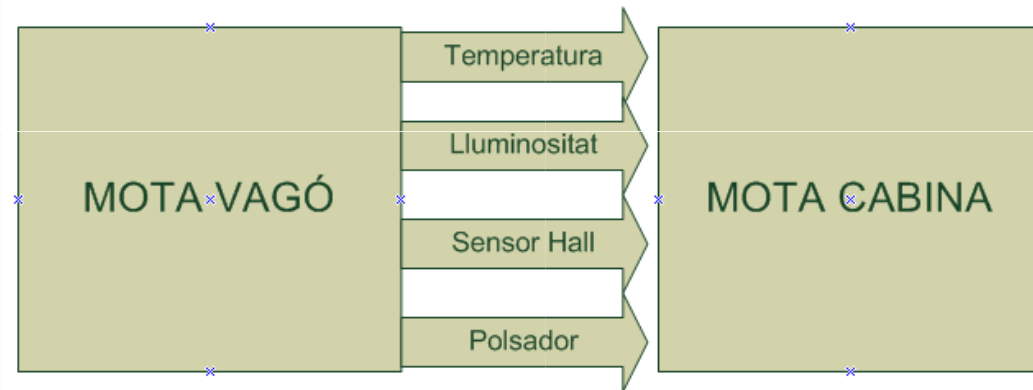 MOTA VAGÓ
Temperatura
Lluminositat
Sensor Hall
Polsador
MOTA CABINA